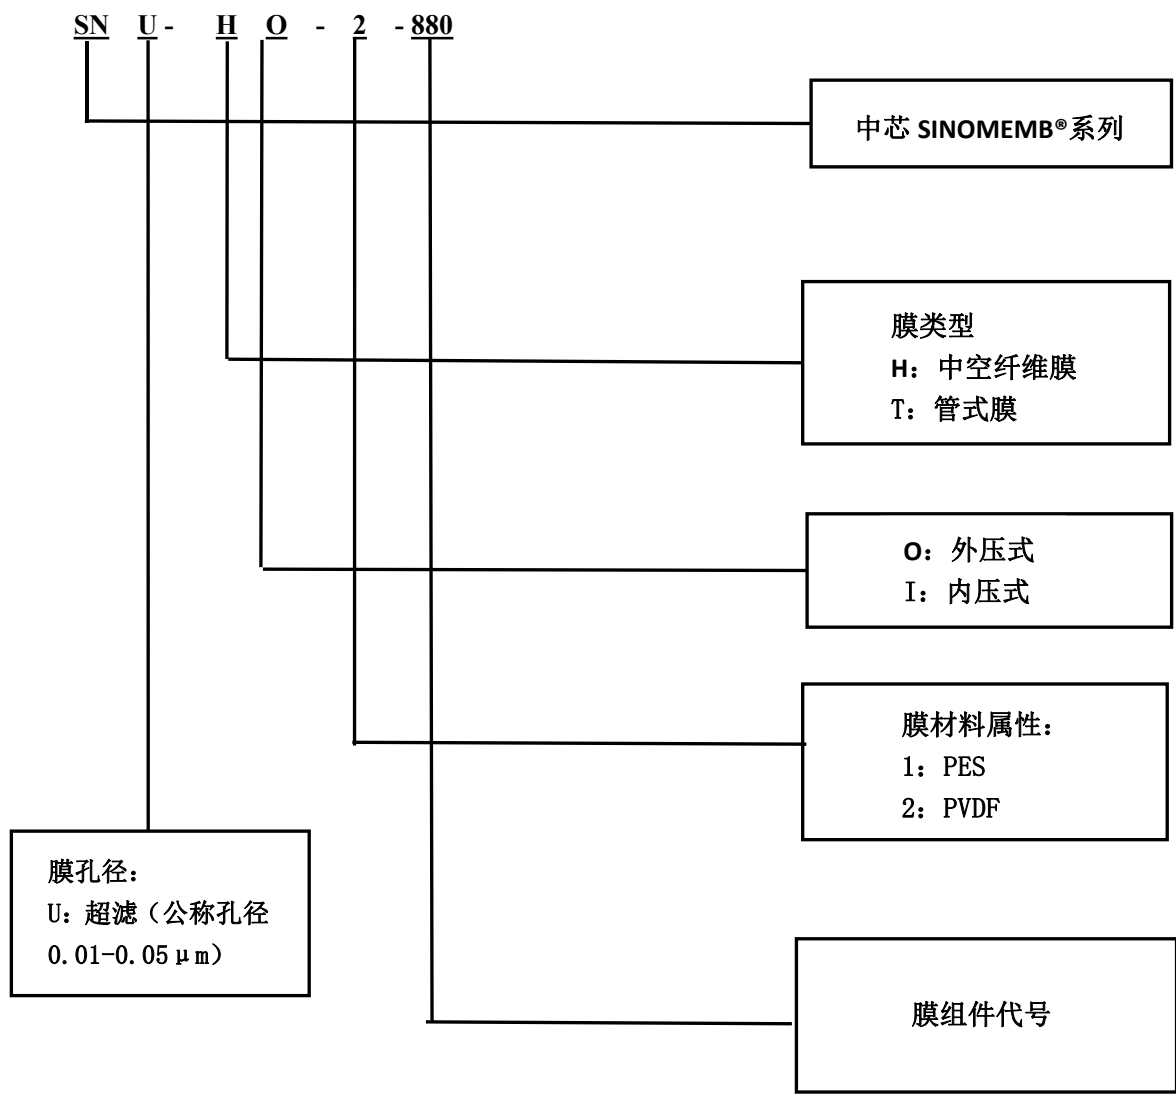 SN U- H O - 2 -880
中芯 SINOMEMB®系列
膜类型
H：中空纤维膜
T：管式膜
O：外压式
I：内压式
膜材料属性：
1：PES
2：PVDF
膜孔径：
U：超滤（公称孔径
0.01-0.05μm）
膜组件代号